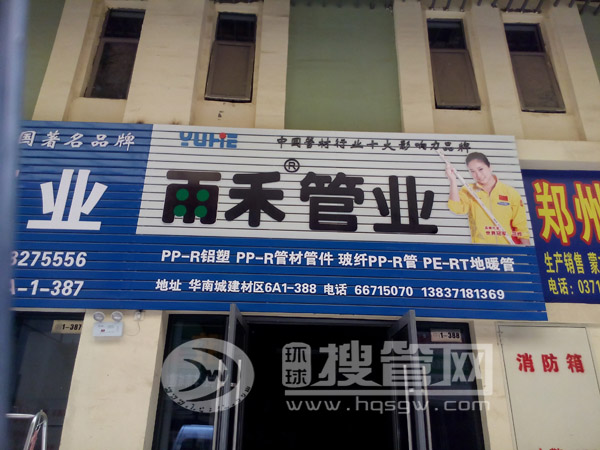 国著名品牌
业
3275556
A-1-387
YUHE 中国管材行业十大影响力品牌
雨禾®管业
PP-R铝塑 PP-R管材管件 玻纤PP-R管 PE-RT地暖管
地址 华南城建材区6A1-388 电话 66715070 13837181369
郑州
生产销售
电话：0371
1-387
1-388
消防箱
环球搜管网
www.hqsgw.com